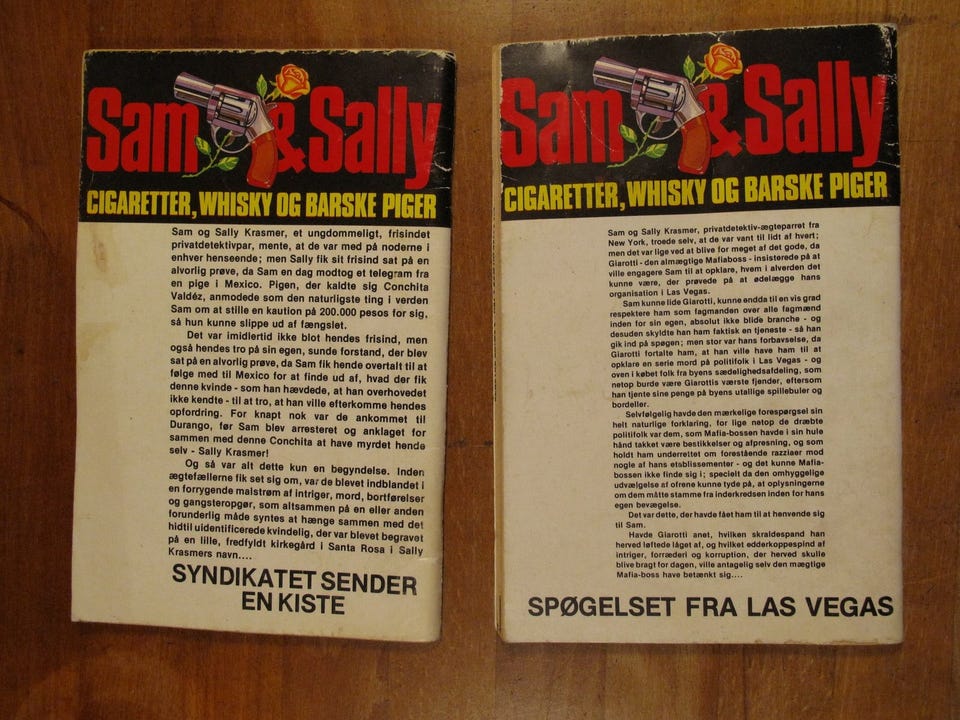 Sam & Sally
CIGARETTER, WHISKY OG BARSKE PIGER
Sam og Sally Krasmer, et ungdommeligt, frisindet
privatdetektivpar, mente, at de var med på noderne i
enhver henseende; men Sally fik sit frisind sat på en
alvorlig prøve, da Sam en dag modtog et telegram fra
en pige i Mexico. Pigen, der kaldte sig Conchita
Valdéz, anmodede som den naturligste ting i verden
Sam om at stille en kaution på 200.000 pesos for sig,
så hun kunne slippe ud af fængslet.
Det var imidlertid ikke blot hendes frisind, men
også hendes tro på sin egen, sunde forstand, der blev
sat på en alvorlig prøve, da Sam fik hende overtalt til at
følge med til Mexico for at finde ud af, hvad der fik
denne kvinde - som han hævdede, at han overhovedet
ikke kendte - til at tro, at han ville efterkomme hendes
opfordring. For knapt nok var de ankommet til
Durango, før Sam blev arresteret og anklaget for
sammen med denne Conchita at have myrdet hende
selv - Sally Krasmer!
Og så var alt dette kun en begyndelse. Inden
ægtefællerne fik set sig om, var de blevet indblandet i
en forrygende malstrøm af intriger, mord, bortførelser
og gangsteropgør, som altsammen på en eller anden
forunderlig måde syntes at hænge sammen med det
hidtil uidentificerede kvindelig, der var blevet begravet
på en lille, fredfyldt kirkegård i Santa Rosa i Sally
Krasmers navn....
SYNDIKATET SENDER
EN KISTE
Sam & Sally
CIGARETTER, WHISKY OG BARSKE PIGER
Sam og Sally Krasmer, privatdetektiv-ægteparret fra
New York, troede selv, at de var vant til lidt af hvert;
men det var lige ved at blive for meget af det gode, da
Giarotti - den almægtige Mafiaboss - insisterede på at
ville engagere Sam til at opklare, hvem i alverden det
kunne være, der prøvede på at ødelægge hans
organisation i Las Vegas.
Sam kunne lide Giarotti, kunne endda til en vis grad
respektere ham som fagmanden over alle fagmænd
inden for sin egen, absolut ikke blide branche - og
desuden skyldte han ham faktisk en tjeneste - så han
gik ind på spøgen; men stor var hans forbavselse, da
Giarotti fortalte ham, at han ville have ham til at
opklare en serie mord på politifolk i Las Vegas - og
oven i købet folk fra byens sædelighedsafdeling, som
netop burde være Giarottis værste fjender, eftersom
han tjente sine penge på byens utallige spillebuler og
bordeller.
Selvfølgelig havde den mærkelige forespørgsel sin
helt naturlige forklaring, for lige netop de dræbte
politifolk var dem, som Mafia-bossen havde i sin hule
hånd takket være bestikkelser og afpresning, og som
holdt ham underrettet om forestående razziaer mod
nogle af hans etablissementer - og det kunne Mafia-
bossen ikke finde sig i; specielt da den omhyggelige
udvælgelse af ofrene kunne tyde på, at oplysningerne
om dem måtte stamme fra inderkredsen inden for hans
egen bevægelse.
Det var dette, der havde fået ham til at henvende sig
til Sam.
Havde Giarotti anet, hvilken skraldespand han
herved løftede låget af, og hvilket edderkoppespind af
intriger, forræderi og korruption, der herved skulle
blive bragt for dagen, ville antagelig selv den mægtige
Mafia-boss have betænkt sig....
SPØGELSET FRA LAS VEGAS